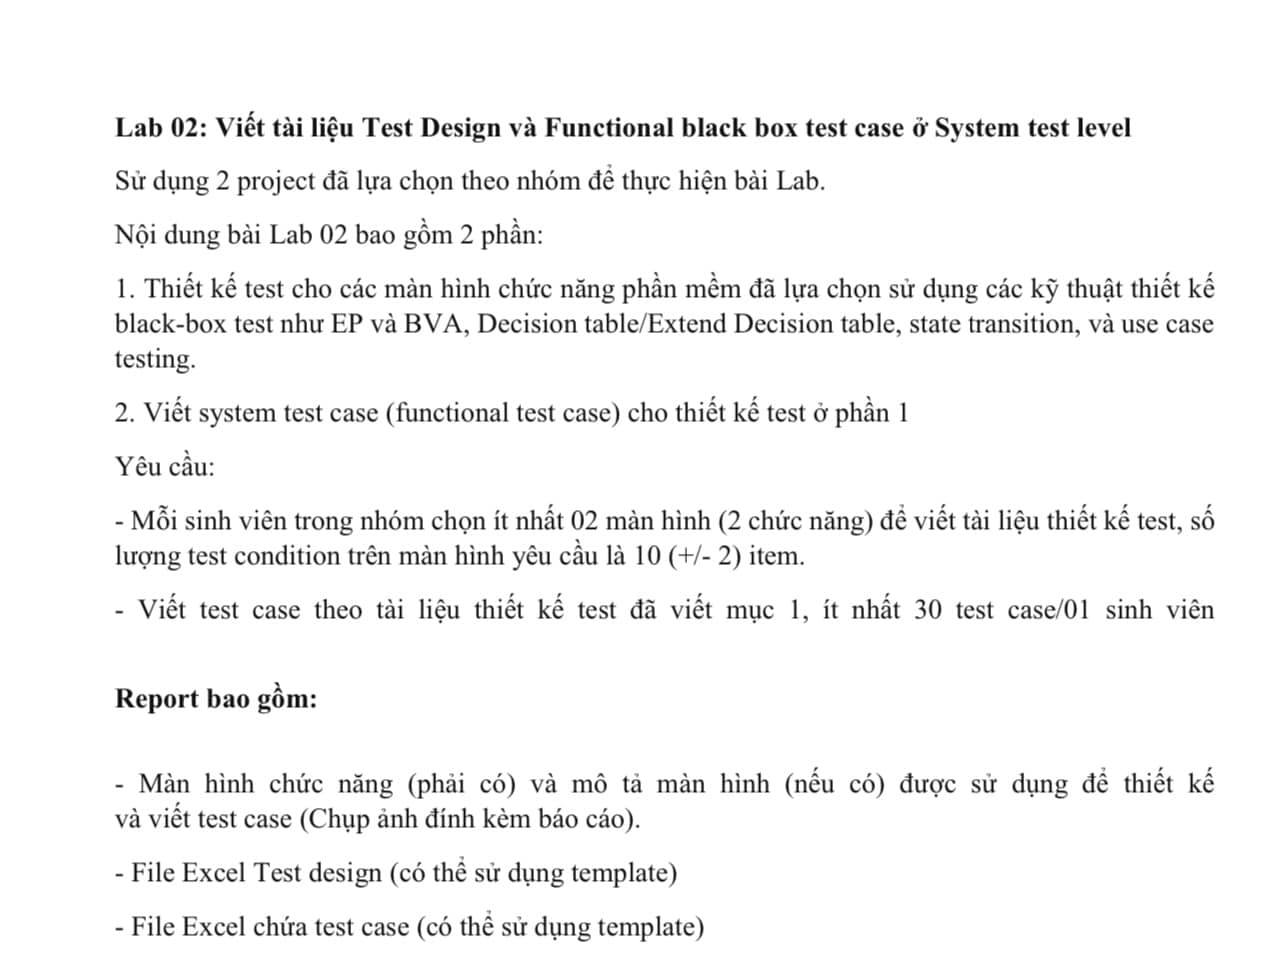 Lab 02: Viết tài liệu Test Design và Functional black box test case ở System test level
Sử dụng 2 project đã lựa chọn theo nhóm để thực hiện bài Lab.
Nội dung bài Lab 02 bao gồm 2 phần:
1. Thiết kế test cho các màn hình chức năng phần mềm đã lựa chọn sử dụng các kỹ thuật thiết kế
black-box test như EP và BVA, Decision table/Extend Decision table, state transition, và use case
testing.
2. Viết system test case (functional test case) cho thiết kế test ở phần 1
Yêu cầu:
- Mỗi sinh viên trong nhóm chọn ít nhất 02 màn hình (2 chức năng) để viết tài liệu thiết kế test, số
lượng test condition trên màn hình yêu cầu là 10 (+/- 2) item.
- Viết test case theo tài liệu thiết kế test đã viết mục 1, ít nhất 30 test case/01 sinh viên
Report bao gồm:
- Màn hình chức năng (phải có) và mô tả màn hình (nếu có) được sử dụng để thiết kế
và viết test case (Chụp ảnh đính kèm báo cáo).
- File Excel Test design (có thể sử dụng template)
- File Excel chứa test case (có thể sử dụng template)